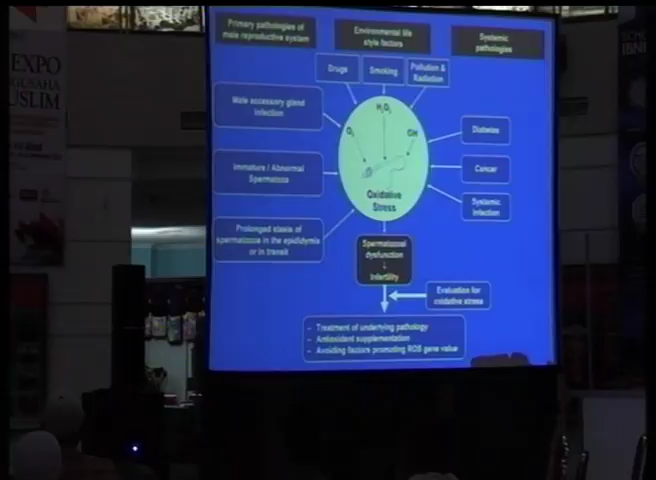 EXPO
Primary pathologies of
male reproductive system
Environmental life
style factors
Systemic
pathologies
Drugs
Smoking
Pollution &
Radiation
Male accessory gland
infection
Immature / Abnormal
Spermatozoa
Prolonged stasis of
spermatozoa in the epididymis
or in transit
H₂O₂
O₂
OH
Oxidative
Stress
Diabetes
Cancer
Systemic
Infection
Spermatozoal
dysfunction
↓
Infertility
Evaluation for
oxidative stress
- Treatment of underlying pathology
- Antioxidant supplementation
- Avoiding factors promoting ROS gene value